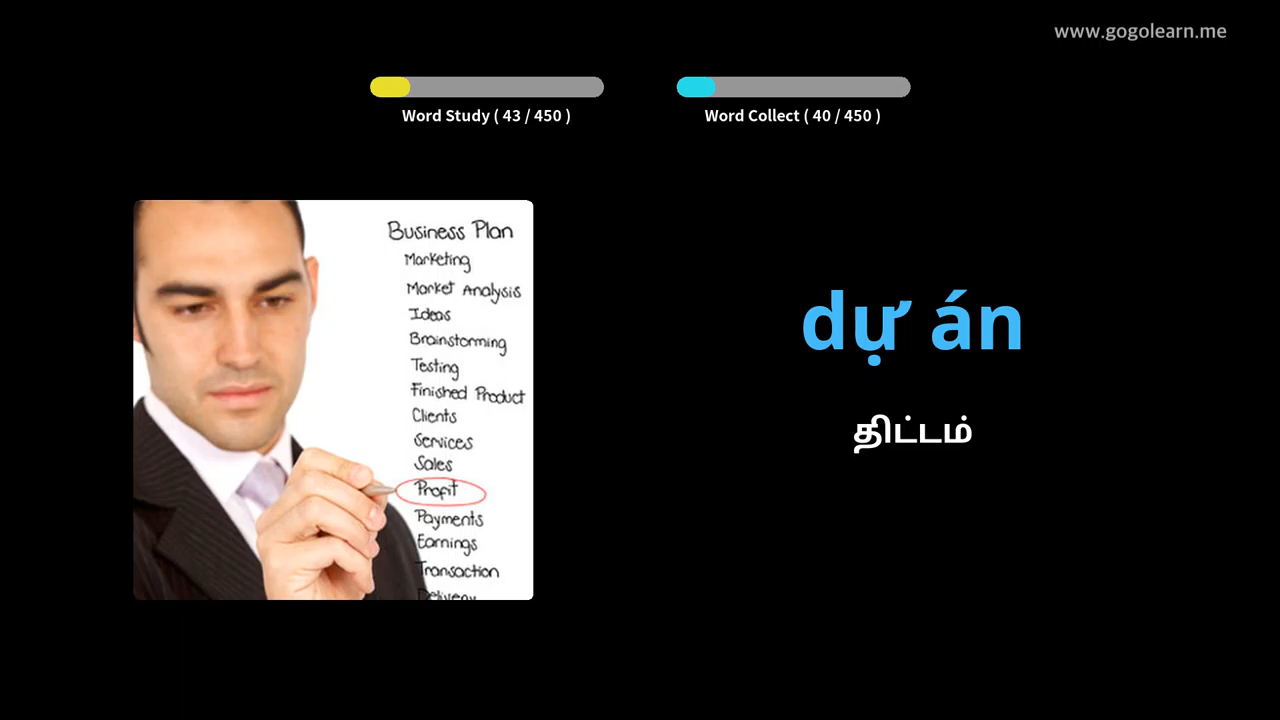 www.gogolearn.me
Word Study ( 43 / 450 )
Word Collect ( 40 / 450 )
Business Plan
Marketing
Market Analysis
Ideas
Brainstorming
Testing
Finished Product
Clients
Services
Sales
Profit
Payments
Earnings
Transaction
Delivery
dự án
திட்டம்